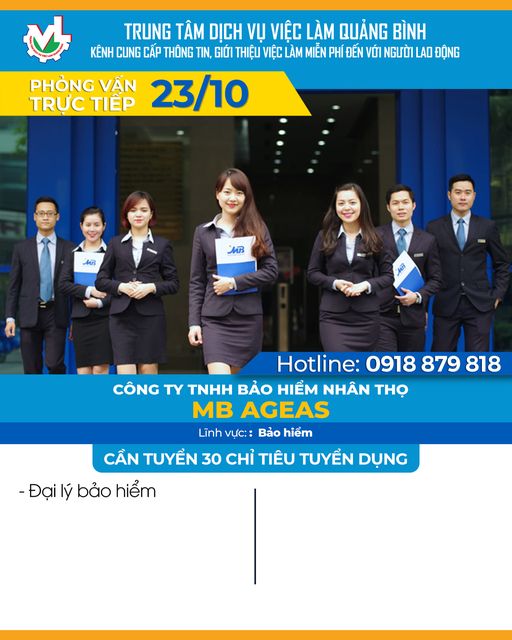 TRUNG TÂM DỊCH VỤ VIỆC LÀM QUẢNG BÌNH
KÊNH CUNG CẤP THÔNG TIN, GIỚI THIỆU VIỆC LÀM MIỄN PHÍ ĐẾN VỚI NGƯỜI LAO ĐỘNG
PHỎNG VẤN
TRỰC TIẾP
23/10
MB
MB
Hotline: 0918 879 818
CÔNG TY TNHH BẢO HIỂM NHÂN THỌ
MB AGEAS
Lĩnh vực: : Bảo hiểm
CẦN TUYỂN 30 CHỈ TIÊU TUYỂN DỤNG
- Đại lý bảo hiểm